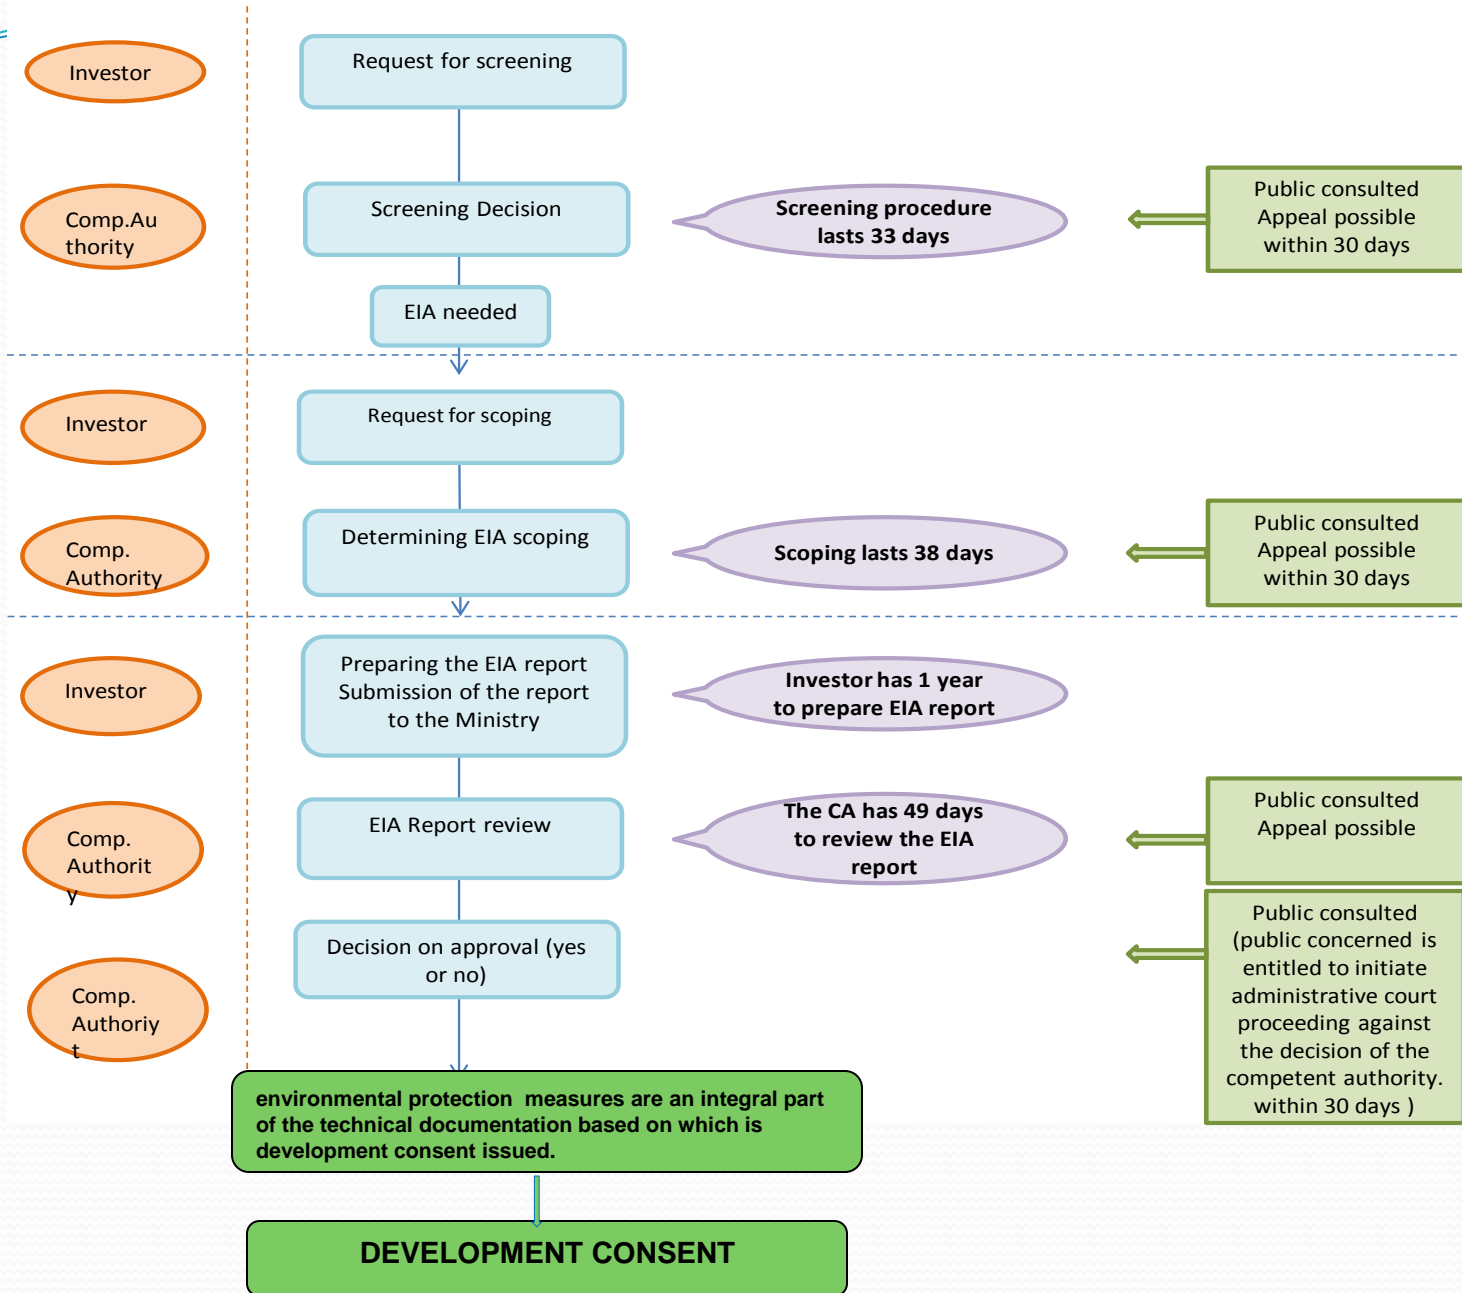 Investor
Request for screening
Comp.Au
thority
Screening Decision
Screening procedure
lasts 33 days
Public consulted
Appeal possible
within 30 days
EIA needed
Investor
Request for scoping
Comp.
Authority
Determining EIA scoping
Scoping lasts 38 days
Public consulted
Appeal possible
within 30 days
Investor
Preparing the EIA report
Submission of the report
to the Ministry
Investor has 1 year
to prepare EIA report
Comp.
Authorit
y
EIA Report review
The CA has 49 days
to review the EIA
report
Public consulted
Appeal possible
Comp.
Authoriy
t
Decision on approval (yes
or no)
Public consulted
(public concerned is
entitled to initiate
administrative court
proceeding against
the decision of the
competent authority.
within 30 days )
environmental protection measures are an integral part
of the technical documentation based on which is
development consent issued.
DEVELOPMENT CONSENT